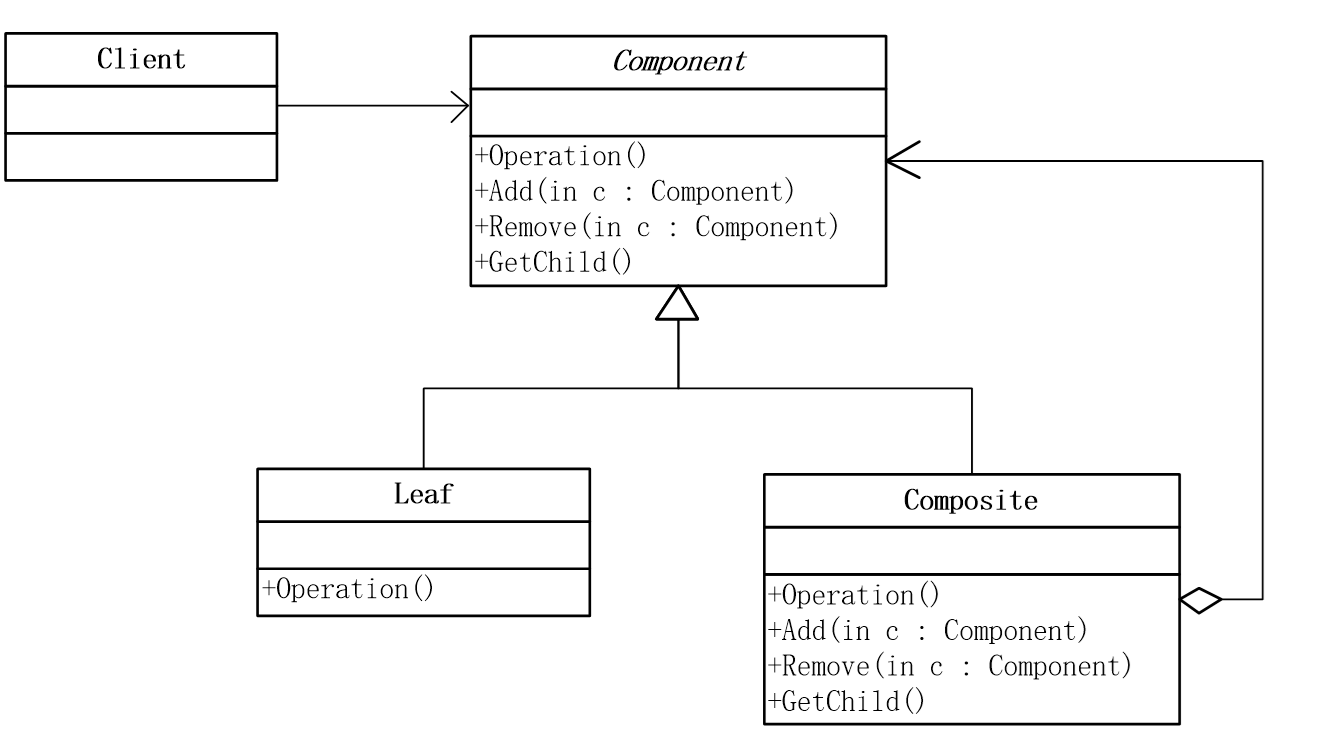 Client
Component
+Operation()
+Add(in c : Component)
+Remove(in c : Component)
+GetChild()
Leaf
+Operation()
Composite
+Operation()
+Add(in c : Component)
+Remove(in c : Component)
+GetChild()